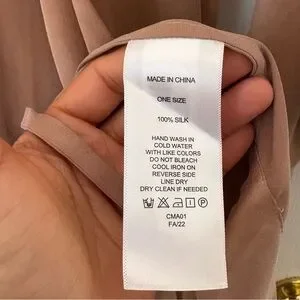 MADE IN CHINA
ONE SIZE
100% SILK
HAND WASH IN
COLD WATER
WITH LIKE COLORS
DO NOT BLEACH
COOL IRON ON
REVERSE SIDE
LINE DRY
DRY CLEAN IF NEEDED
CMA01
FA/22